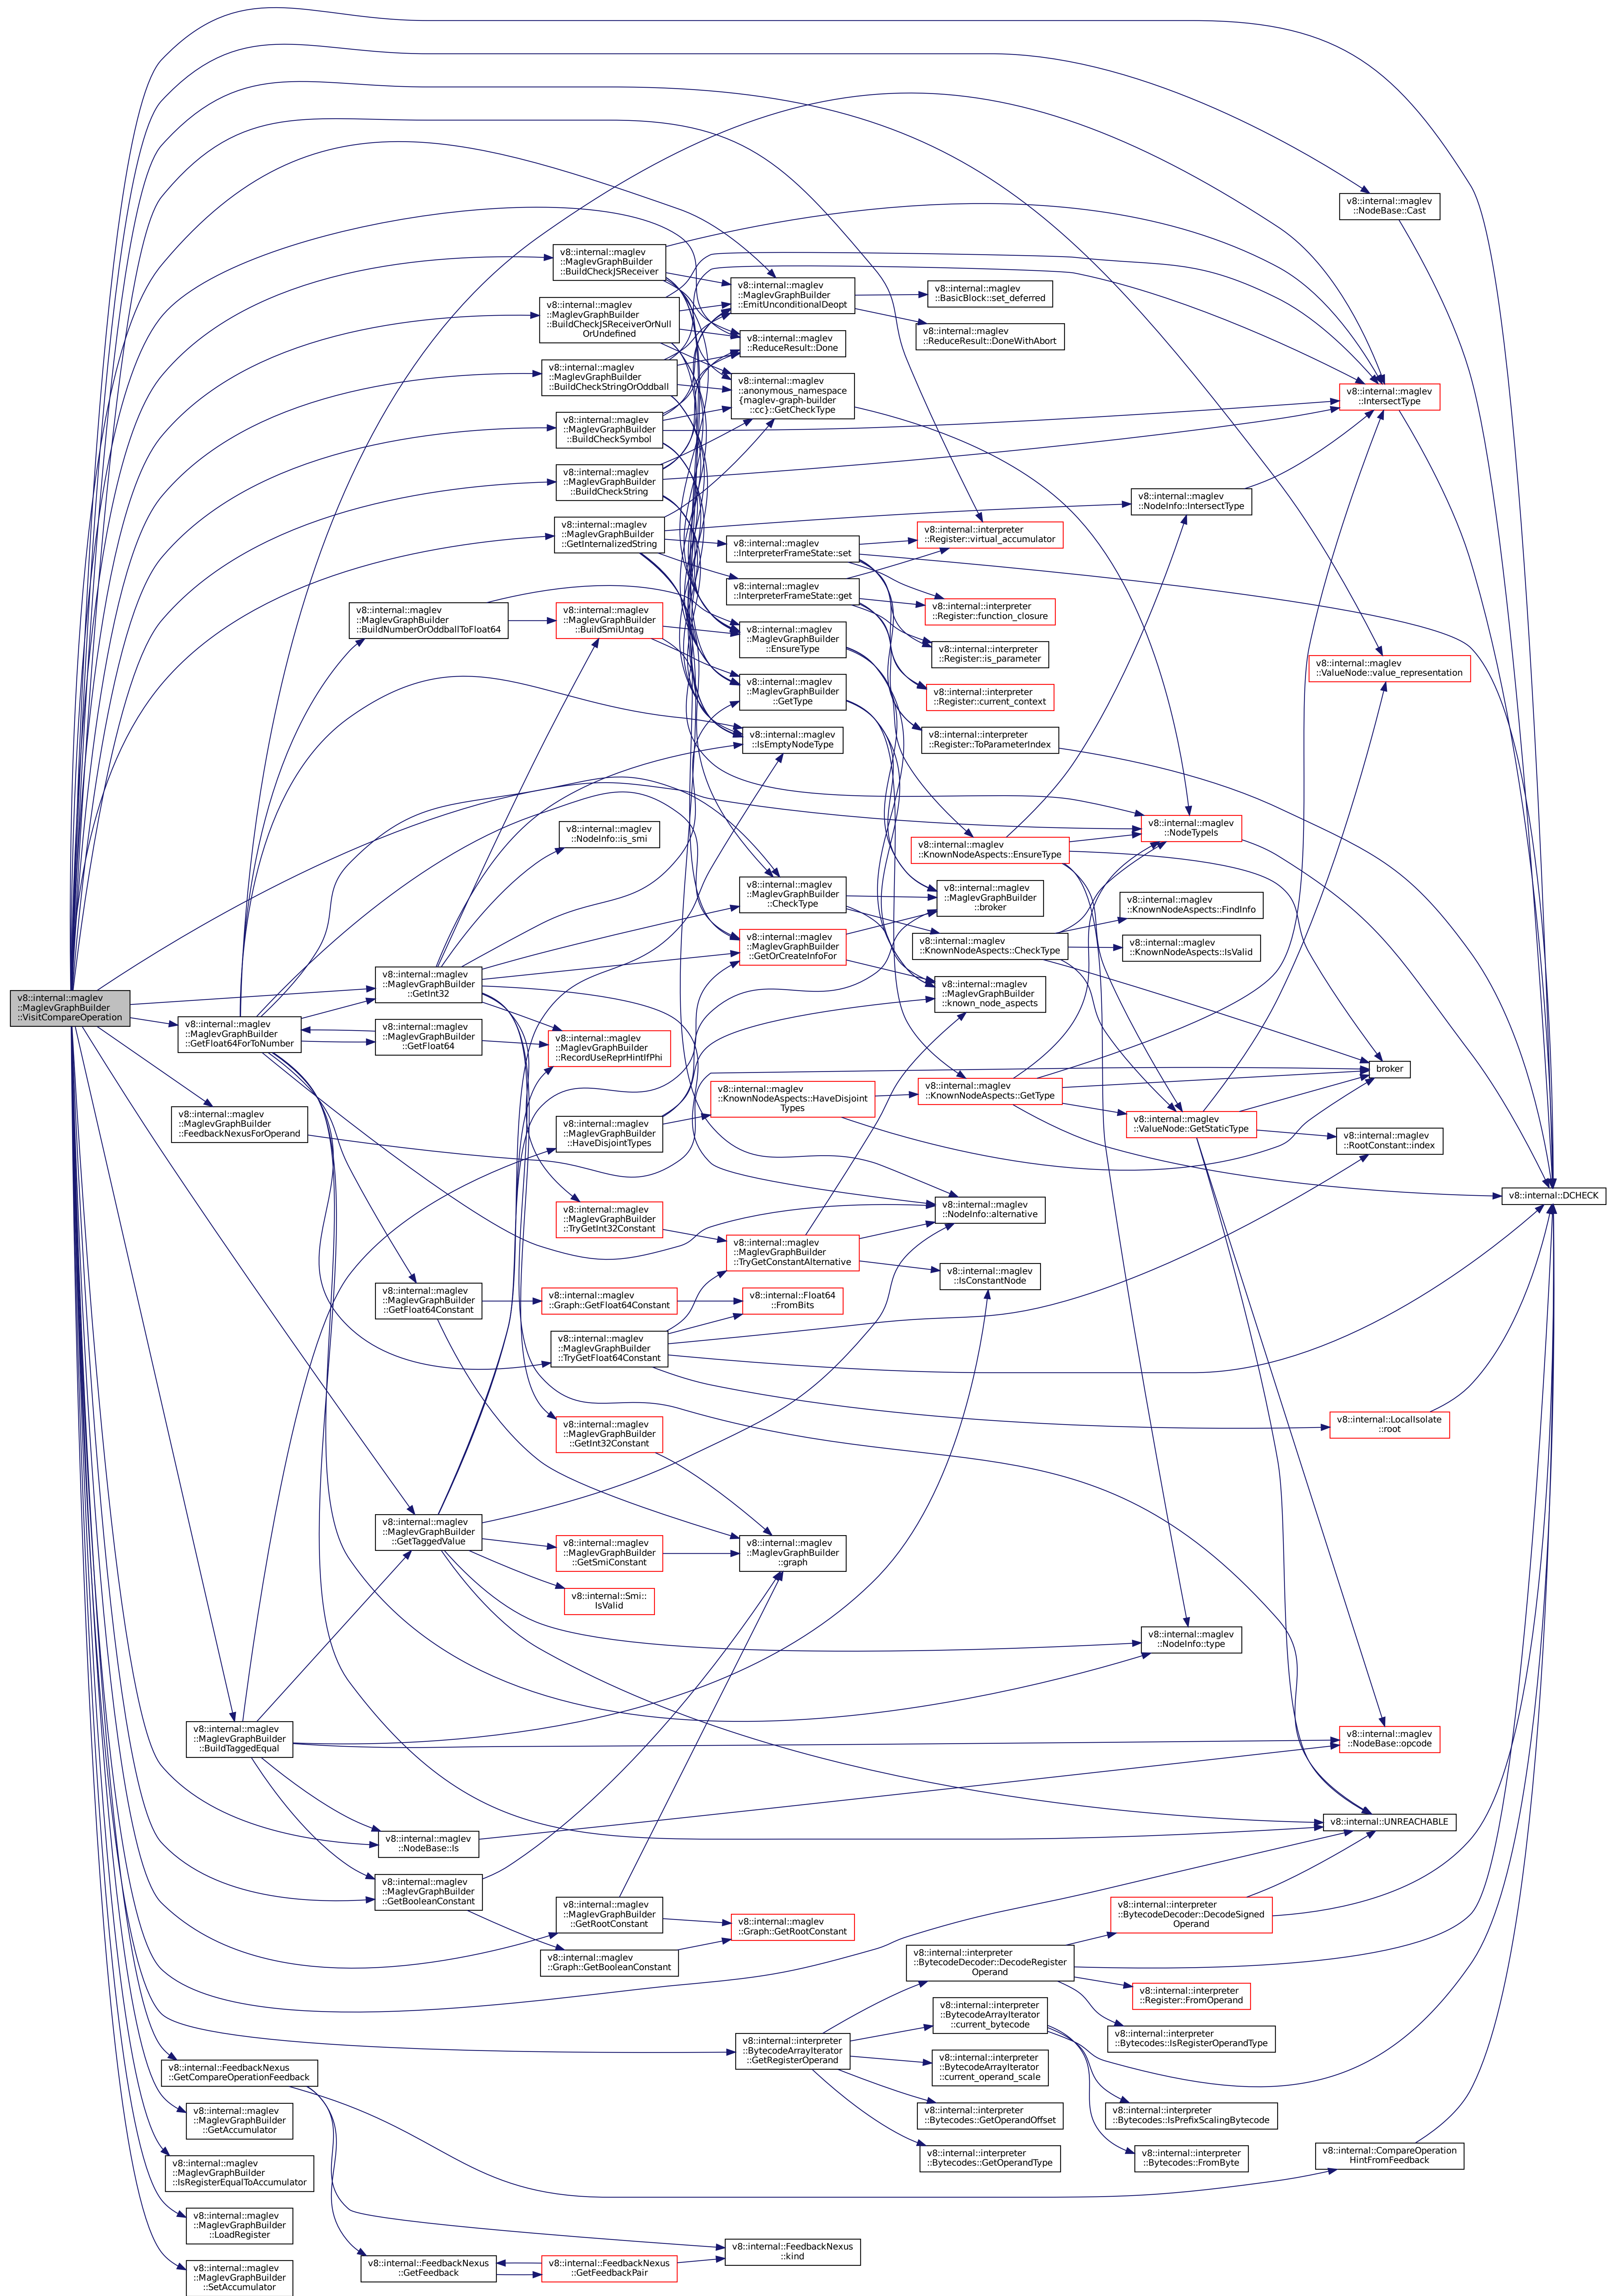 v8::internal::maglev
::NodeBase::Cast
v8::internal::maglev
::MaglevGraphBuilder
::BuildCheckJSReceiver
v8::internal::maglev
::MaglevGraphBuilder
::EmitUnconditionalDeopt
v8::internal::maglev
::BasicBlock::set_deferred
v8::internal::maglev
::MaglevGraphBuilder
::BuildCheckJSReceiverOrNull
OrUndefined
v8::internal::maglev
::ReduceResult::DoneWithAbort
v8::internal::maglev
::ReduceResult::Done
v8::internal::maglev
::MaglevGraphBuilder
::BuildCheckStringOrOddball
v8::internal::maglev
::anonymous_namespace
{maglev-graph-builder
::cc}::GetCheckType
v8::internal::maglev
::IntersectType
v8::internal::maglev
::MaglevGraphBuilder
::BuildCheckSymbol
v8::internal::maglev
::MaglevGraphBuilder
::BuildCheckString
v8::internal::maglev
::NodeInfo::IntersectType
v8::internal::maglev
::MaglevGraphBuilder
::GetInternalizedString
v8::internal::maglev
::InterpreterFrameState::set
v8::internal::interpreter
::Register::virtual_accumulator
v8::internal::maglev
::InterpreterFrameState::get
v8::internal::interpreter
::Register::function_closure
v8::internal::maglev
::MaglevGraphBuilder
::BuildNumberOrOddballToFloat64
v8::internal::maglev
::MaglevGraphBuilder
::BuildSmiUntag
v8::internal::maglev
::MaglevGraphBuilder
::EnsureType
v8::internal::interpreter
::Register::is_parameter
v8::internal::maglev
::ValueNode::value_representation
v8::internal::maglev
::MaglevGraphBuilder
::GetType
v8::internal::interpreter
::Register::current_context
v8::internal::maglev
::IsEmptyNodeType
v8::internal::interpreter
::Register::ToParameterIndex
v8::internal::maglev
::NodeInfo::is_smi
v8::internal::maglev
::KnownNodeAspects::EnsureType
v8::internal::maglev
::NodeTypeIs
v8::internal::maglev
::MaglevGraphBuilder
::CheckType
v8::internal::maglev
::MaglevGraphBuilder
::broker
v8::internal::maglev
::KnownNodeAspects::FindInfo
v8::internal::maglev
::MaglevGraphBuilder
::GetOrCreateInfoFor
v8::internal::maglev
::KnownNodeAspects::CheckType
v8::internal::maglev
::KnownNodeAspects::IsValid
v8::internal::maglev
::MaglevGraphBuilder
::GetInt32
v8::internal::maglev
::MaglevGraphBuilder
::known_node_aspects
v8::internal::maglev
::MaglevGraphBuilder
::VisitCompareOperation
v8::internal::maglev
::MaglevGraphBuilder
::GetFloat64ForToNumber
v8::internal::maglev
::MaglevGraphBuilder
::GetFloat64
v8::internal::maglev
::MaglevGraphBuilder
::RecordUseReprHintIfPhi
broker
v8::internal::maglev
::KnownNodeAspects::HaveDisjoint
Types
v8::internal::maglev
::KnownNodeAspects::GetType
v8::internal::maglev
::MaglevGraphBuilder
::FeedbackNexusForOperand
v8::internal::maglev
::MaglevGraphBuilder
::HaveDisjointTypes
v8::internal::maglev
::ValueNode::GetStaticType
v8::internal::maglev
::RootConstant::index
v8::internal::DCHECK
v8::internal::maglev
::MaglevGraphBuilder
::TryGetInt32Constant
v8::internal::maglev
::NodeInfo::alternative
v8::internal::maglev
::MaglevGraphBuilder
::TryGetConstantAlternative
v8::internal::maglev
::IsConstantNode
v8::internal::maglev
::MaglevGraphBuilder
::GetFloat64Constant
v8::internal::maglev
::Graph::GetFloat64Constant
v8::internal::Float64
::FromBits
v8::internal::maglev
::MaglevGraphBuilder
::TryGetFloat64Constant
v8::internal::LocalIsolate
::root
v8::internal::maglev
::MaglevGraphBuilder
::GetInt32Constant
v8::internal::maglev
::MaglevGraphBuilder
::GetTaggedValue
v8::internal::maglev
::MaglevGraphBuilder
::GetSmiConstant
v8::internal::maglev
::MaglevGraphBuilder
::graph
v8::internal::Smi::
IsValid
v8::internal::maglev
::NodeInfo::type
v8::internal::maglev
::MaglevGraphBuilder
::BuildTaggedEqual
v8::internal::maglev
::NodeBase::opcode
v8::internal::UNREACHABLE
v8::internal::maglev
::NodeBase::Is
v8::internal::maglev
::MaglevGraphBuilder
::GetBooleanConstant
v8::internal::maglev
::MaglevGraphBuilder
::GetRootConstant
v8::internal::maglev
::Graph::GetRootConstant
v8::internal::interpreter
::BytecodeDecoder::DecodeSigned
Operand
v8::internal::maglev
::Graph::GetBooleanConstant
v8::internal::interpreter
::BytecodeDecoder::DecodeRegister
Operand
v8::internal::interpreter
::Register::FromOperand
v8::internal::interpreter
::BytecodeArrayIterator
::current_bytecode
v8::internal::interpreter
::Bytecodes::IsRegisterOperandType
v8::internal::interpreter
::BytecodeArrayIterator
::GetRegisterOperand
v8::internal::interpreter
::BytecodeArrayIterator
::current_operand_scale
v8::internal::FeedbackNexus
::GetCompareOperationFeedback
v8::internal::interpreter
::Bytecodes::GetOperandOffset
v8::internal::interpreter
::Bytecodes::IsPrefixScalingBytecode
v8::internal::maglev
::MaglevGraphBuilder
::GetAccumulator
v8::internal::interpreter
::Bytecodes::GetOperandType
v8::internal::interpreter
::Bytecodes::FromByte
v8::internal::CompareOperation
HintFromFeedback
v8::internal::maglev
::MaglevGraphBuilder
::IsRegisterEqualToAccumulator
v8::internal::maglev
::MaglevGraphBuilder
::LoadRegister
v8::internal::FeedbackNexus
::kind
v8::internal::FeedbackNexus
::GetFeedback
v8::internal::FeedbackNexus
::GetFeedbackPair
v8::internal::maglev
::MaglevGraphBuilder
::SetAccumulator